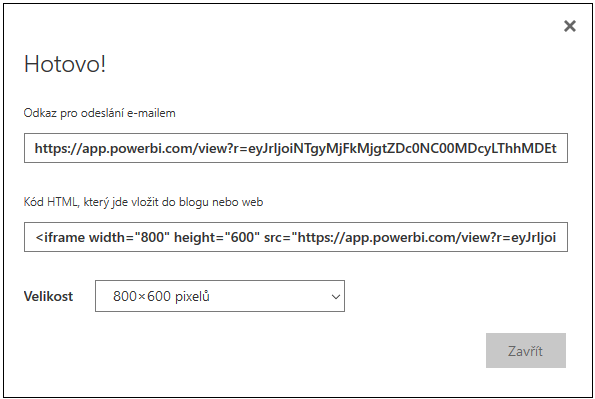 Hotovo!
Odkaz pro odeslání e-mailem
https://app.powerbi.com/view?r=eyJrIjoiNTgyMjFkMjgtZDc0NC00MDcyLThhMDEt
Kód HTML, který jde vložit do blogu nebo web
<iframe width="800" height="600" src="https://app.powerbi.com/view?r=eyJrIjoi
Velikost
800×600 pixelů
Zavřít